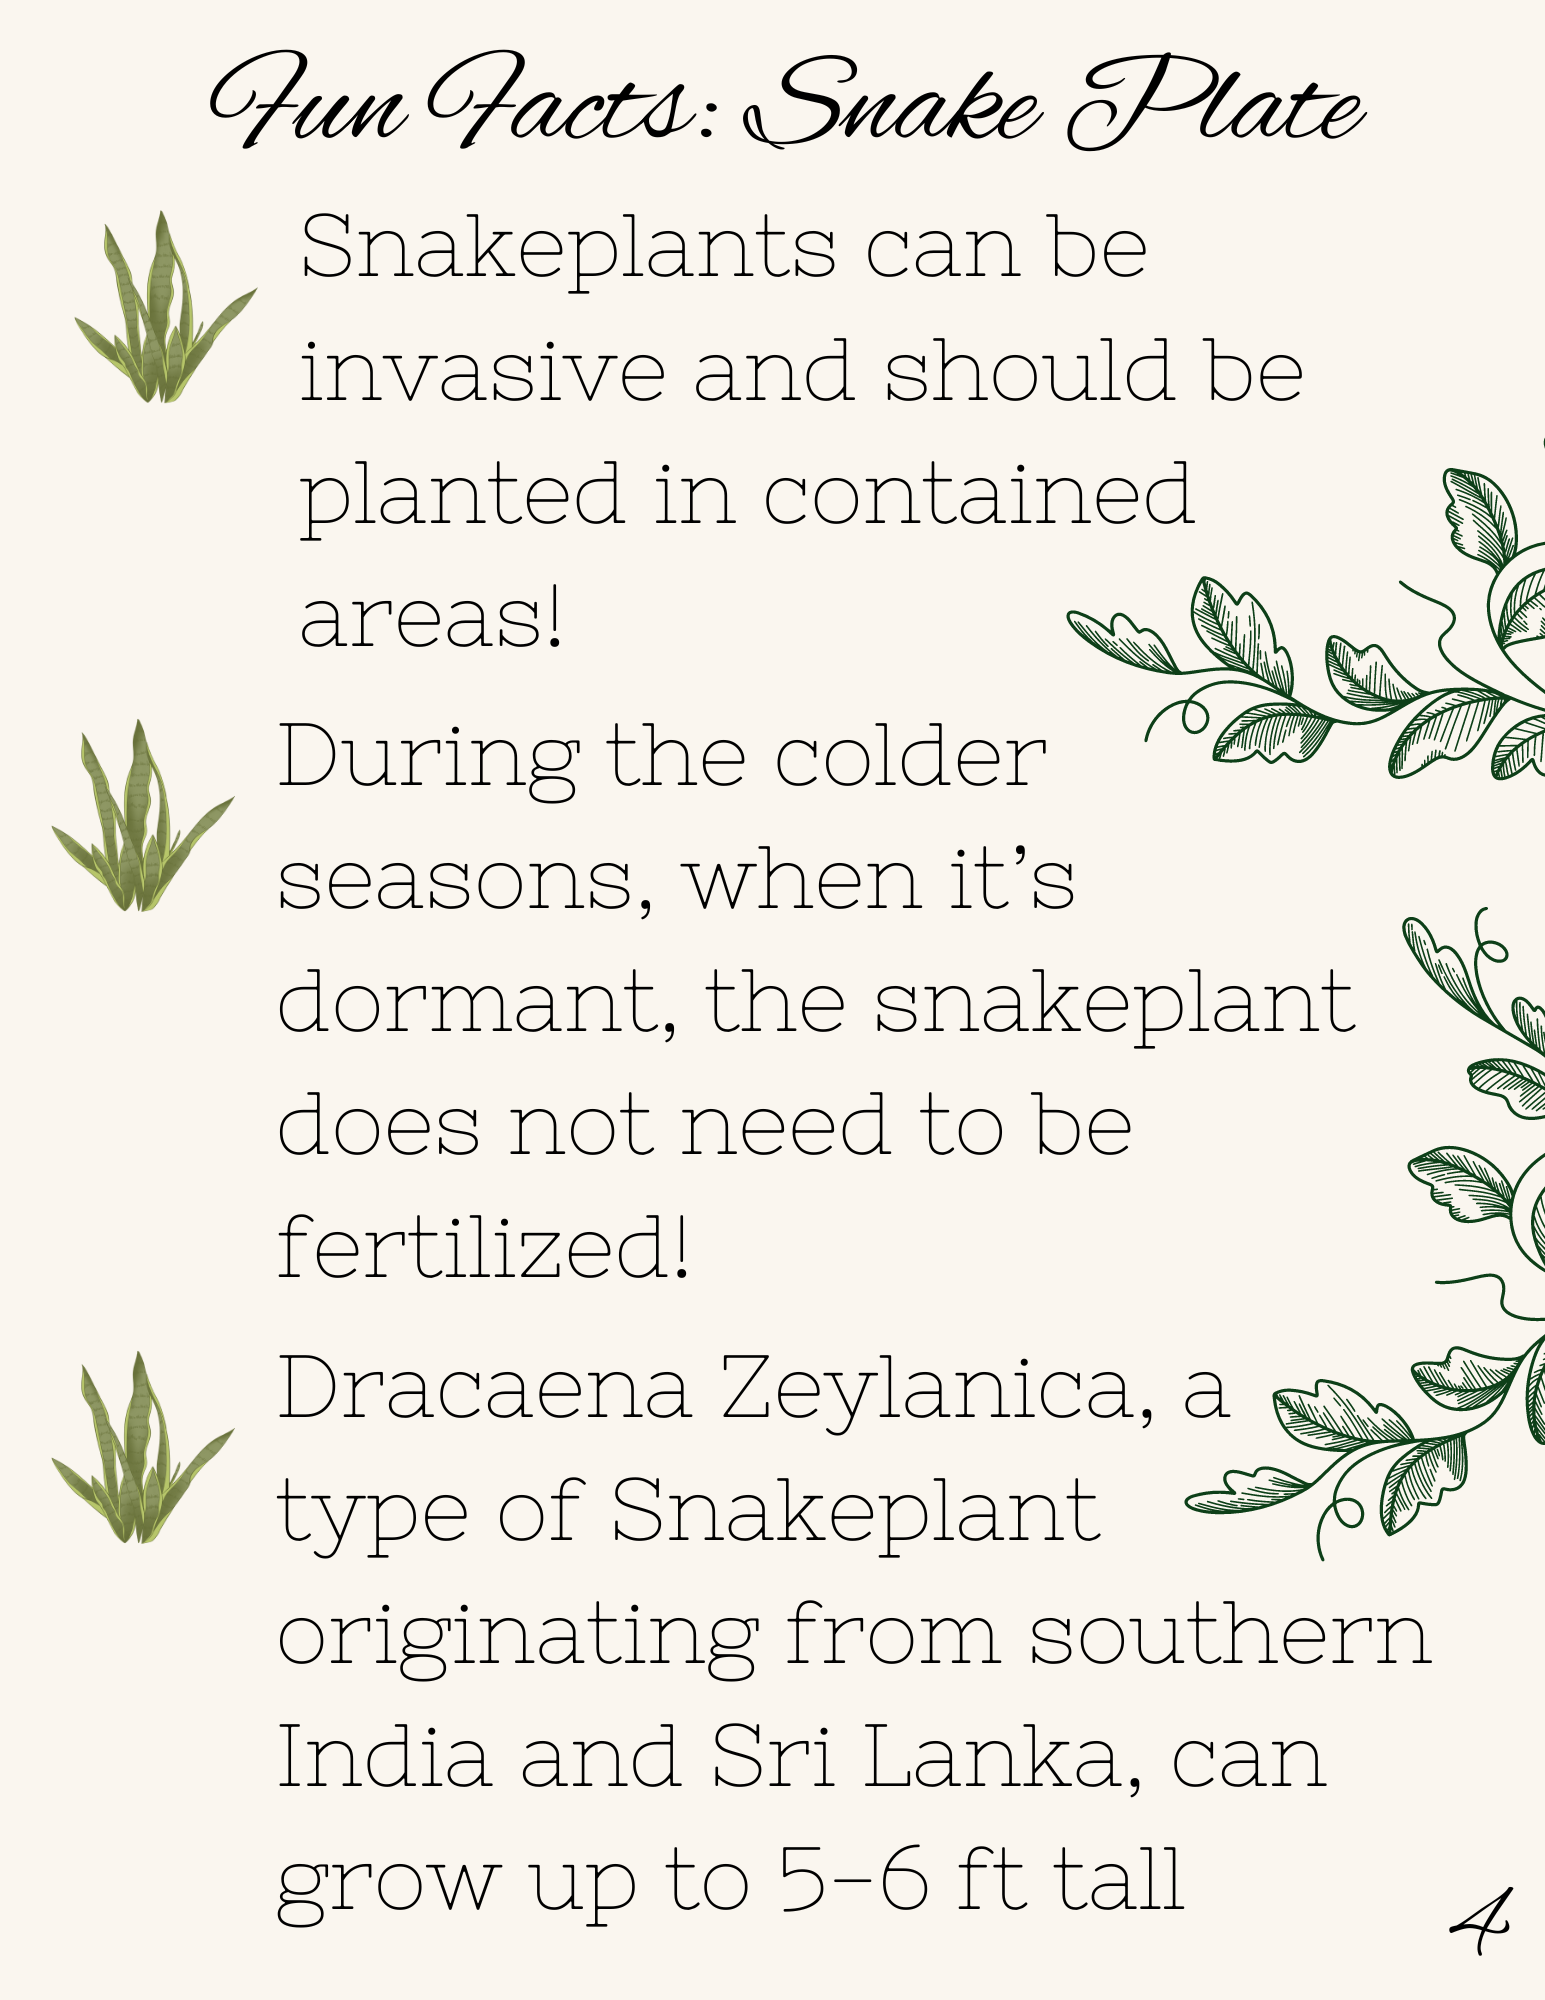 Fun Facts: Snake Plate
Snakeplants can be
invasive and should be
planted in contained
areas!
During the colder
seasons, when it’s
dormant, the snakeplant
does not need to be
fertilized!
Dracaena Zeylanica, a
type of Snakeplant
originating from southern
India and Sri Lanka, can
grow up to 5-6 ft tall
4